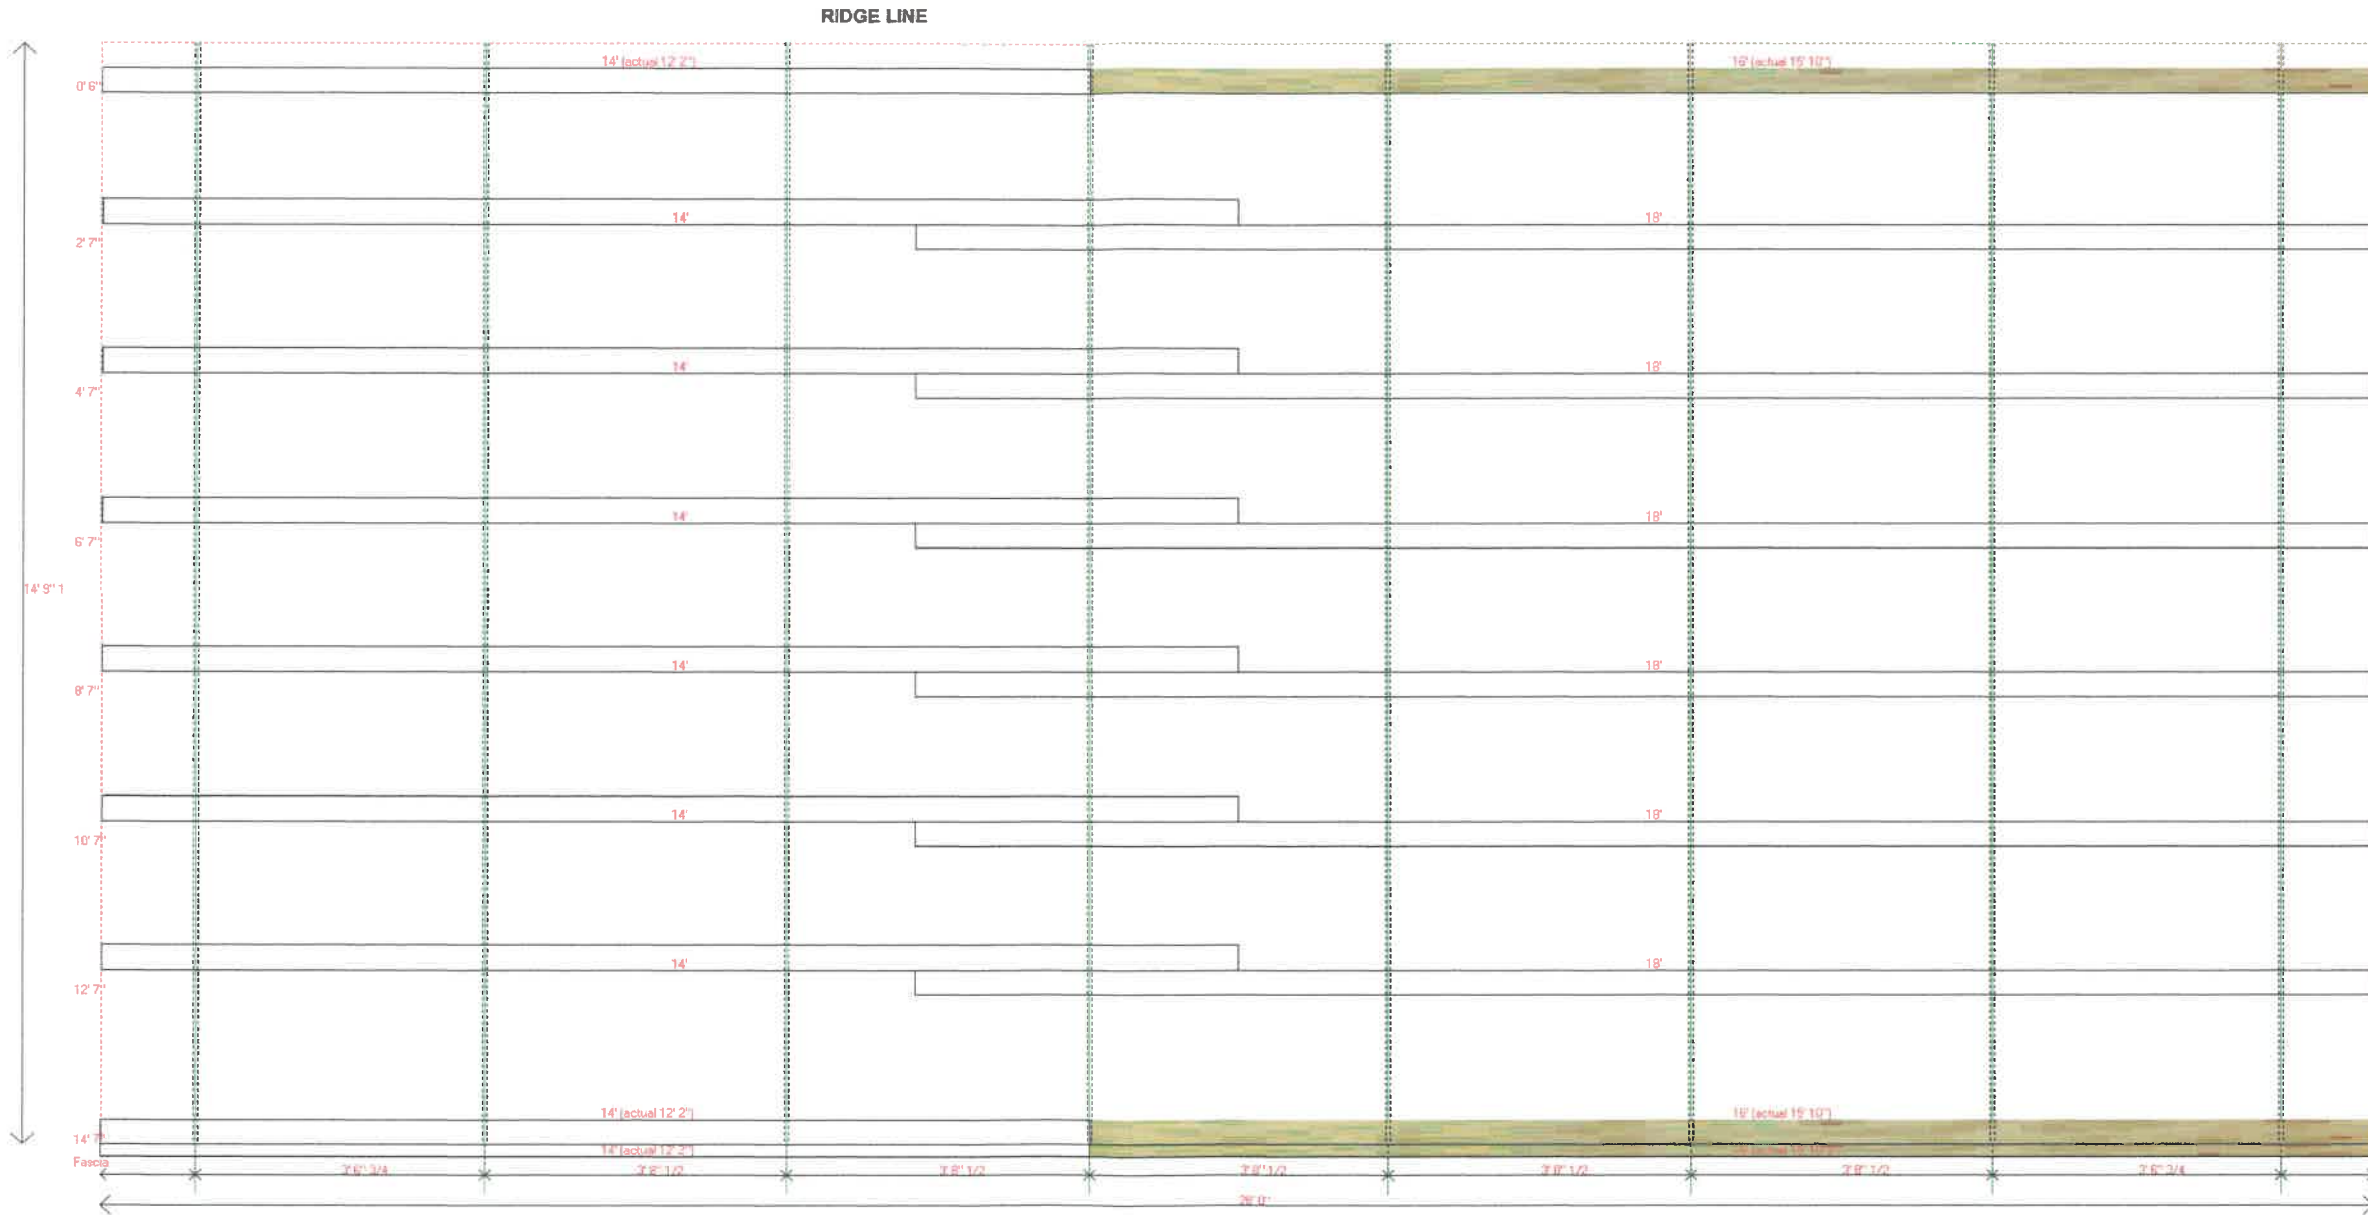 RIDGE LINE
14' (actual 12' 2") 16' (actual 15' 10")
0' 6"
14' 18'
2' 7"
14' 18'
4' 7"
14' 18'
6' 7"
14' 9" 1
14' 18'
8' 7"
14' 18'
10' 7"
14' 18'
12' 7"
14' (actual 12' 2") 16' (actual 15' 10")
14' 7"
14' (actual 12' 2")
Fascia
3' 6" 3/4 3' 8" 1/2 3' 8" 1/2 3' 8" 1/2 3' 8" 1/2 3' 8" 1/2 3' 6" 3/4
28' 0"